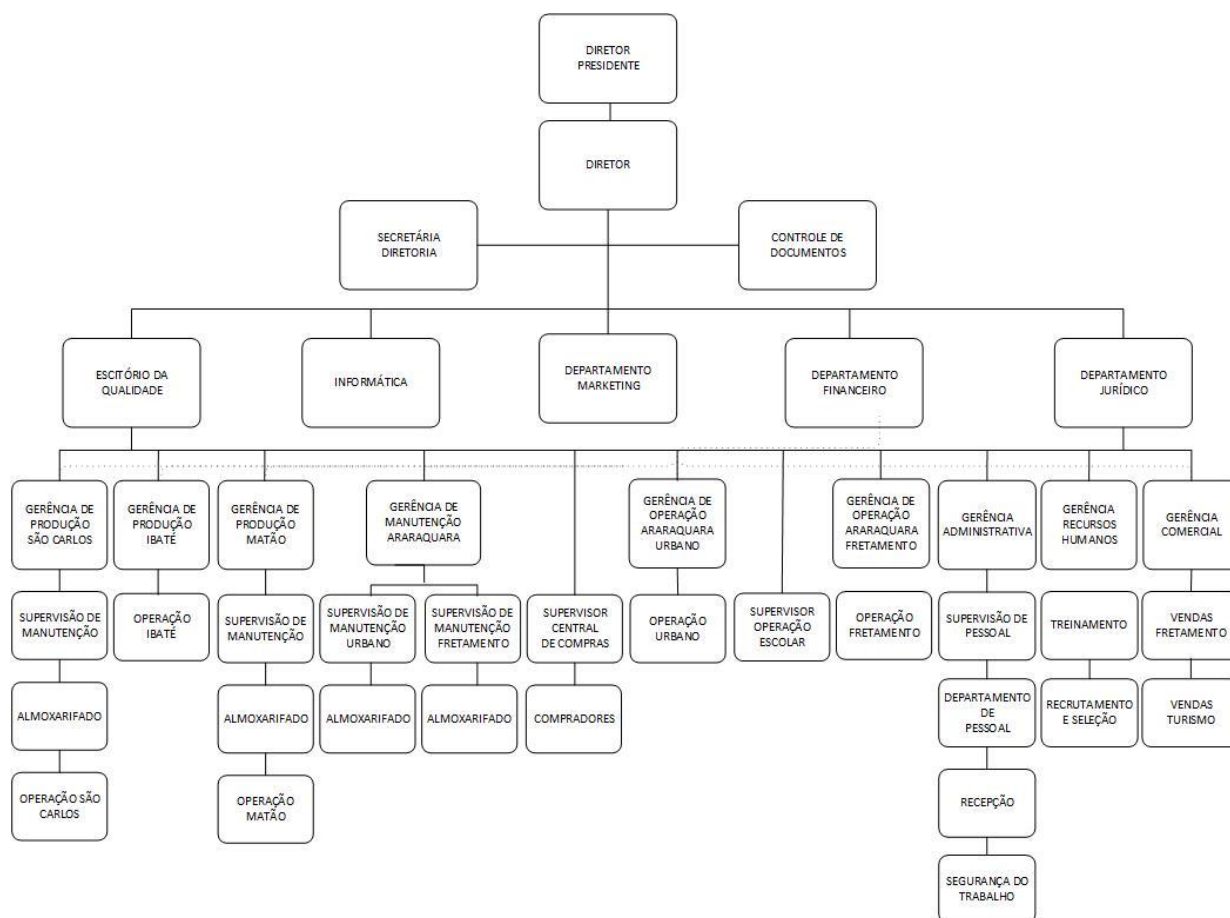 DIRETOR
PRESIDENTE
DIRETOR
SECRETÁRIA
DIRETORIA
CONTROLE DE
DOCUMENTOS
ESCITÓRIO DA
QUALIDADE
INFORMÁTICA
DEPARTAMENTO
MARKETING
DEPARTAMENTO
FINANCEIRO
DEPARTAMENTO
JURÍDICO
GERÊNCIA DE
PRODUÇÃO
SÃO CARLOS
GERÊNCIA DE
PRODUÇÃO
IBATÉ
GERÊNCIA DE
PRODUÇÃO
MATÃO
GERÊNCIA DE
MANUTENÇÃO
ARARAQUARA
GERÊNCIA DE
OPERAÇÃO
ARARAQUARA
URBANO
GERÊNCIA DE
OPERAÇÃO
ARARAQUARA
FRETAMENTO
GERÊNCIA
ADMINISTRATIVA
GERÊNCIA
RECURSOS
HUMANOS
GERÊNCIA
COMERCIAL
SUPERVISÃO DE
MANUTENÇÃO
OPERAÇÃO
IBATÉ
SUPERVISÃO DE
MANUTENÇÃO
SUPERVISÃO DE
MANUTENÇÃO
URBANO
SUPERVISÃO DE
MANUTENÇÃO
FRETAMENTO
SUPERVISOR
CENTRAL
DE COMPRAS
OPERAÇÃO
URBANO
SUPERVISOR
OPERAÇÃO
ESCOLAR
OPERAÇÃO
FRETAMENTO
SUPERVISÃO DE
PESSOAL
TREINAMENTO
VENDAS
FRETAMENTO
ALMOXARIFADO
ALMOXARIFADO
ALMOXARIFADO
ALMOXARIFADO
COMPRADORES
DEPARTAMENTO
DE
PESSOAL
RECRUTAMENTO
E SELEÇÃO
VENDAS
TURISMO
OPERAÇÃO SÃO
CARLOS
OPERAÇÃO
MATÃO
RECEPÇÃO
SEGURANÇA DO
TRABALHO